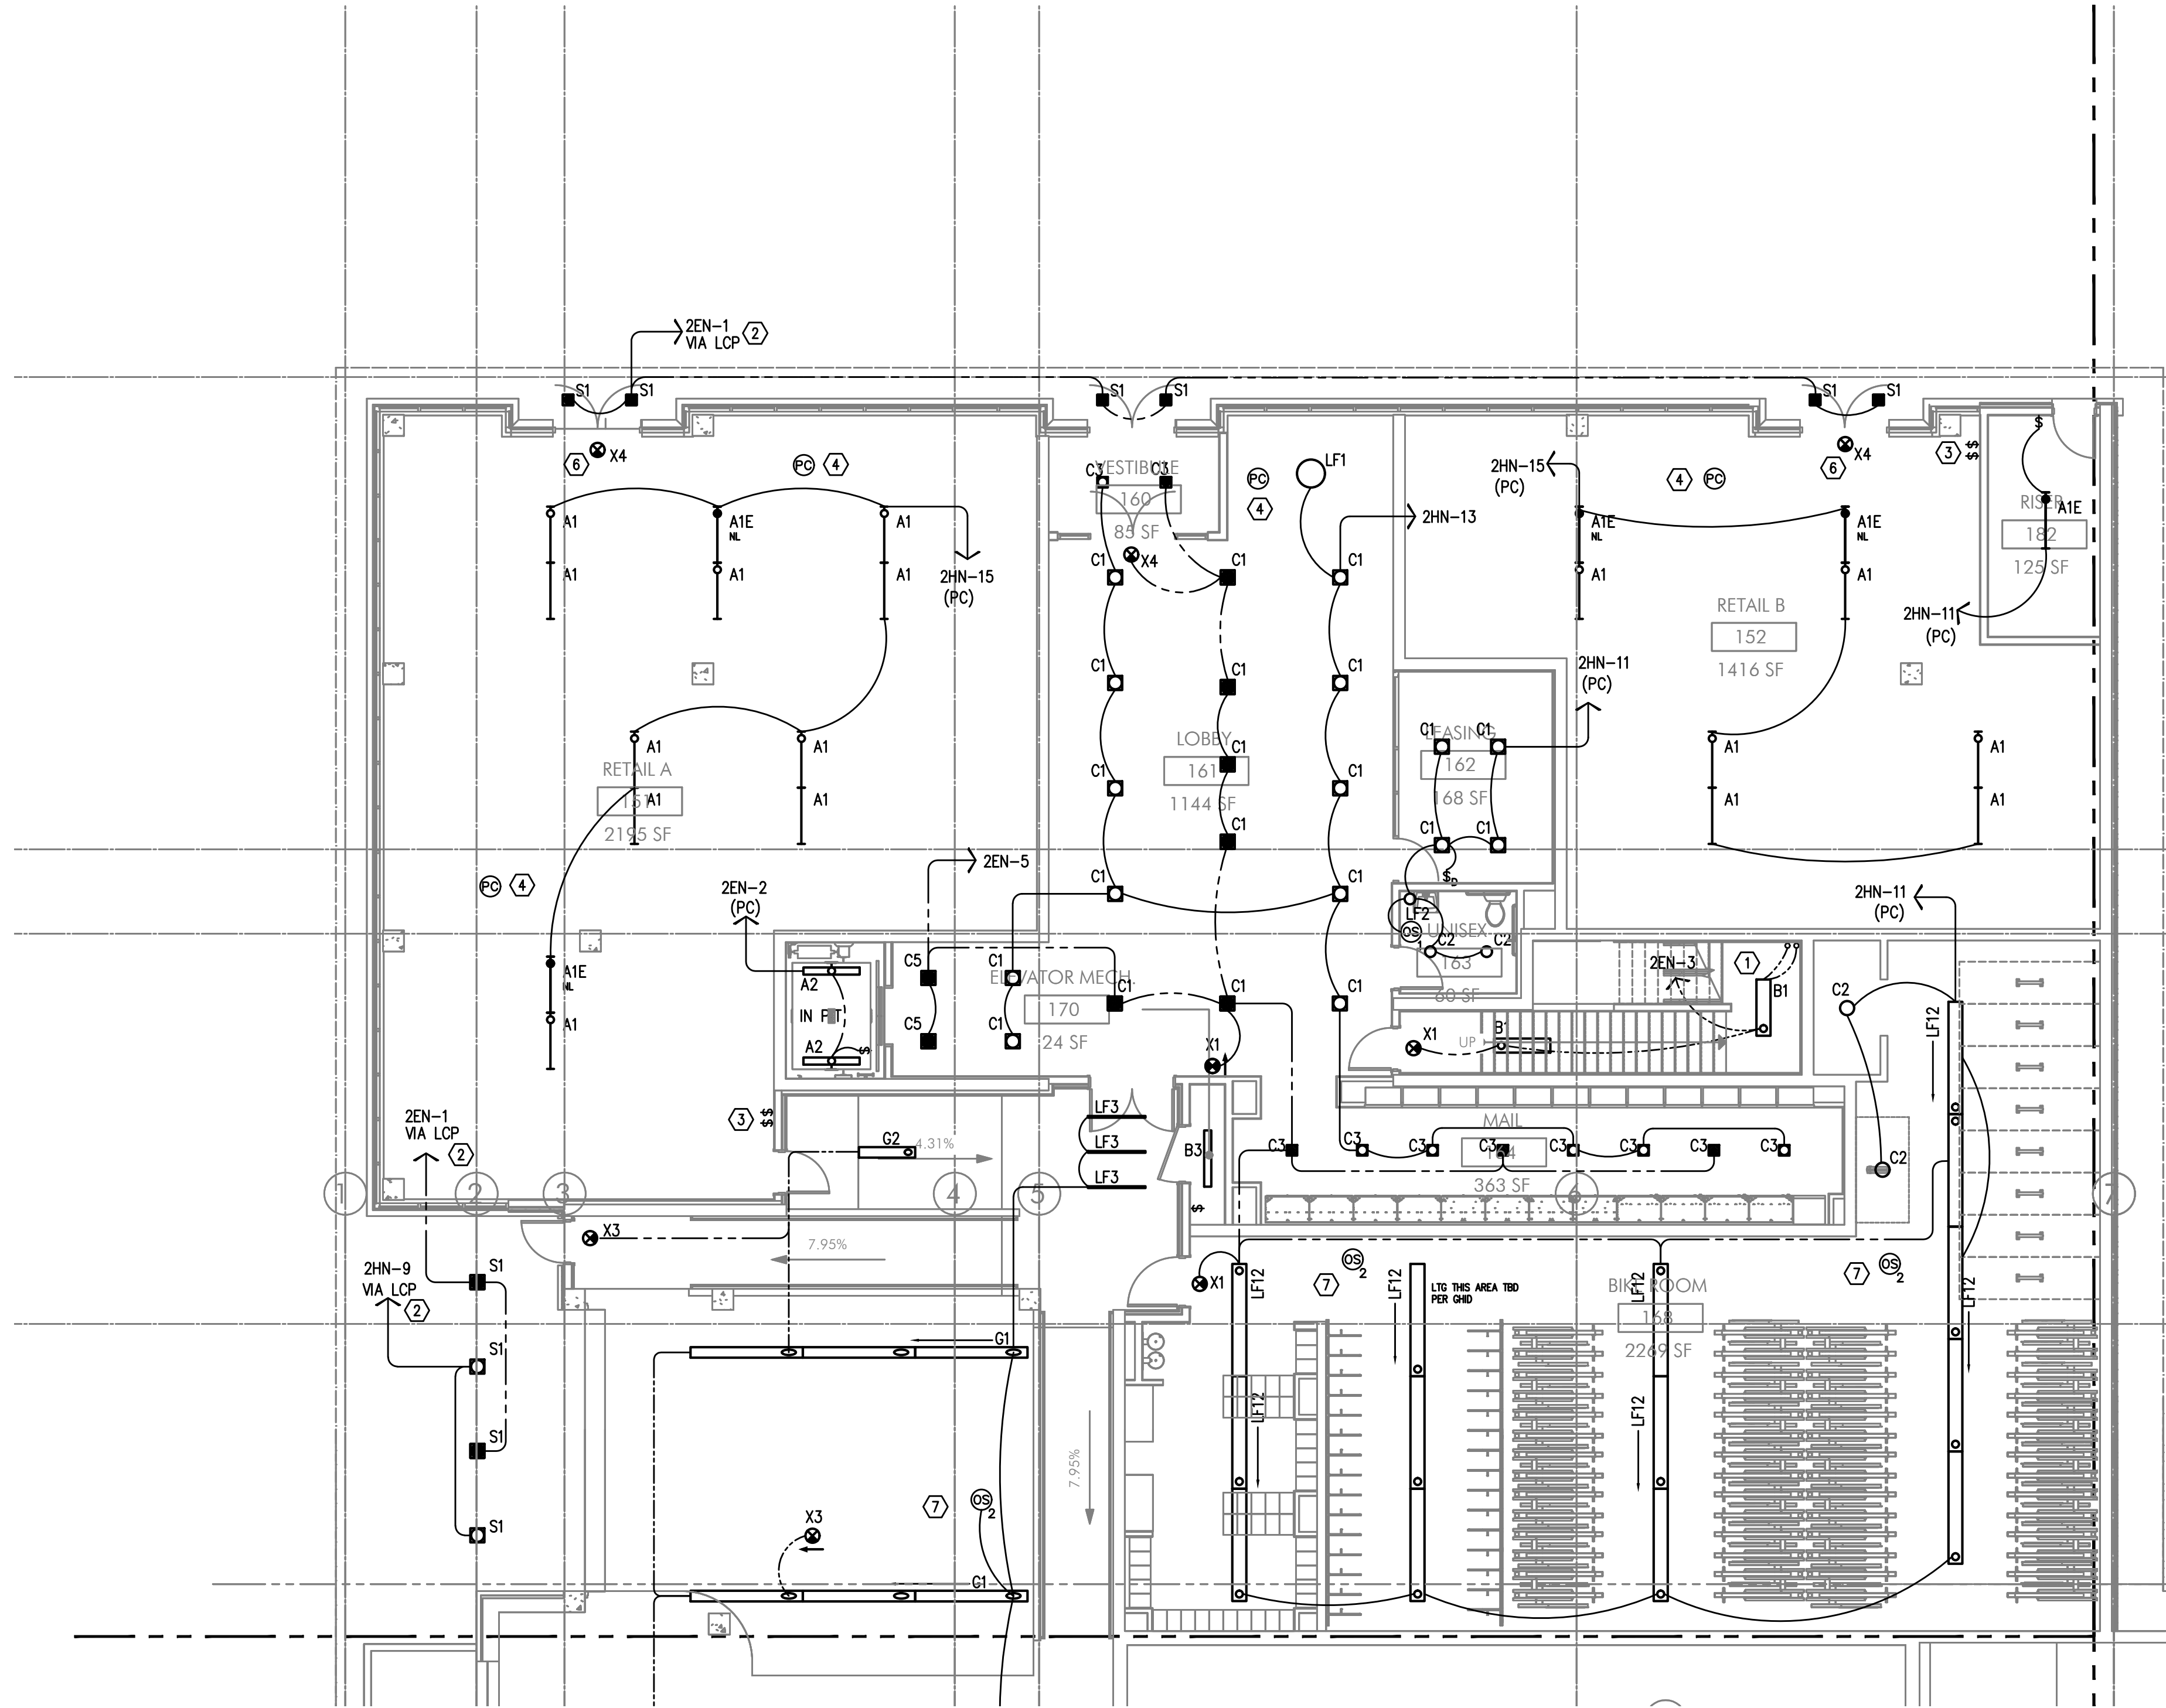 2EN-1
VIA LCP
2
S1
S1
S1
S1
S1
S1
X4
6
PC
4
C3
VESTIBULE
C3
160
85 SF
X4
PC
4
LF1
2HN-15
(PC)
4
PC
6
X4
3
$$
$
A1
A1E
NL
A1
A1
A1
A1
2HN-15
(PC)
2HN-13
A1E
NL
A1
A1E
NL
A1
A1E
RISER
182
125 SF
2HN-11
(PC)
C1
C1
C1
C1
C1
C1
C1
C1
C1
C1
LOBBY
161
1144 SF
C1
C1
C1
RETAIL B
152
1416 SF
2HN-11
(PC)
C1
LEASING
C1
162
168 SF
C1
C1
$D
A1
A1
A1
A1
A1
RETAIL A
151
A1
2195 SF
A1
A1
PC
4
2EN-5
2EN-2
(PC)
A1E
NL
A1
A2
IN PIT
A2
$
C5
C1
ELEVATOR MECH.
C1
170
C5
C1
24 SF
C1
C1
X1
LF2
OS
1
UNISEX
C2
C2
163
60 SF
2EN-3
1
B1
X1
B1
UP
2HN-11
(PC)
C2
LF12
C2
2EN-1
VIA LCP
2
3
$$
G2
4.31%
LF3
LF3
LF3
B3
$
C3
C3
C3
C3
C3
C3
C3
C3
MAIL
164
363 SF
1
2
3
4
5
6
7
X3
7.95%
2HN-9
VIA LCP
2
S1
S1
S1
S1
X1
LF12
7
OS
2
LTG THIS AREA TBD
PER GHID
LF12
BIKE ROOM
168
2269 SF
7
OS
2
LF12
G1
LF12
LF12
7.95%
7
OS
2
X3
G1